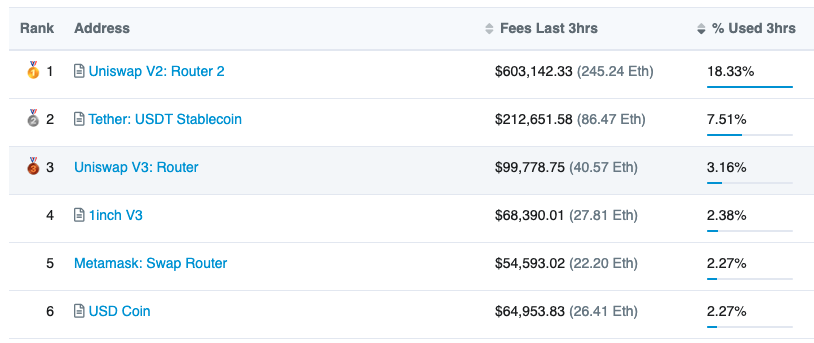 Rank Address Fees Last 3hrs % Used 3hrs
1 Uniswap V2: Router 2 $603,142.33 (245.24 Eth) 18.33%
2 Tether: USDT Stablecoin $212,651.58 (86.47 Eth) 7.51%
3 Uniswap V3: Router $99,778.75 (40.57 Eth) 3.16%
4 1inch V3 $68,390.01 (27.81 Eth) 2.38%
5 Metamask: Swap Router $54,593.02 (22.20 Eth) 2.27%
6 USD Coin $64,953.83 (26.41 Eth) 2.27%